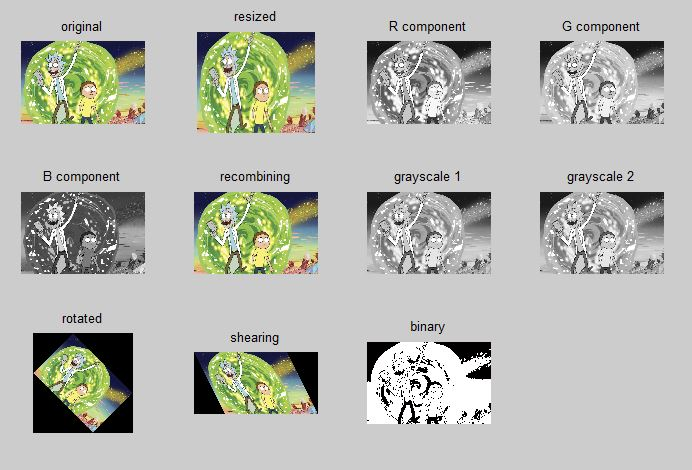 original
resized
R component
G component
B component
recombining
grayscale 1
grayscale 2
rotated
shearing
binary